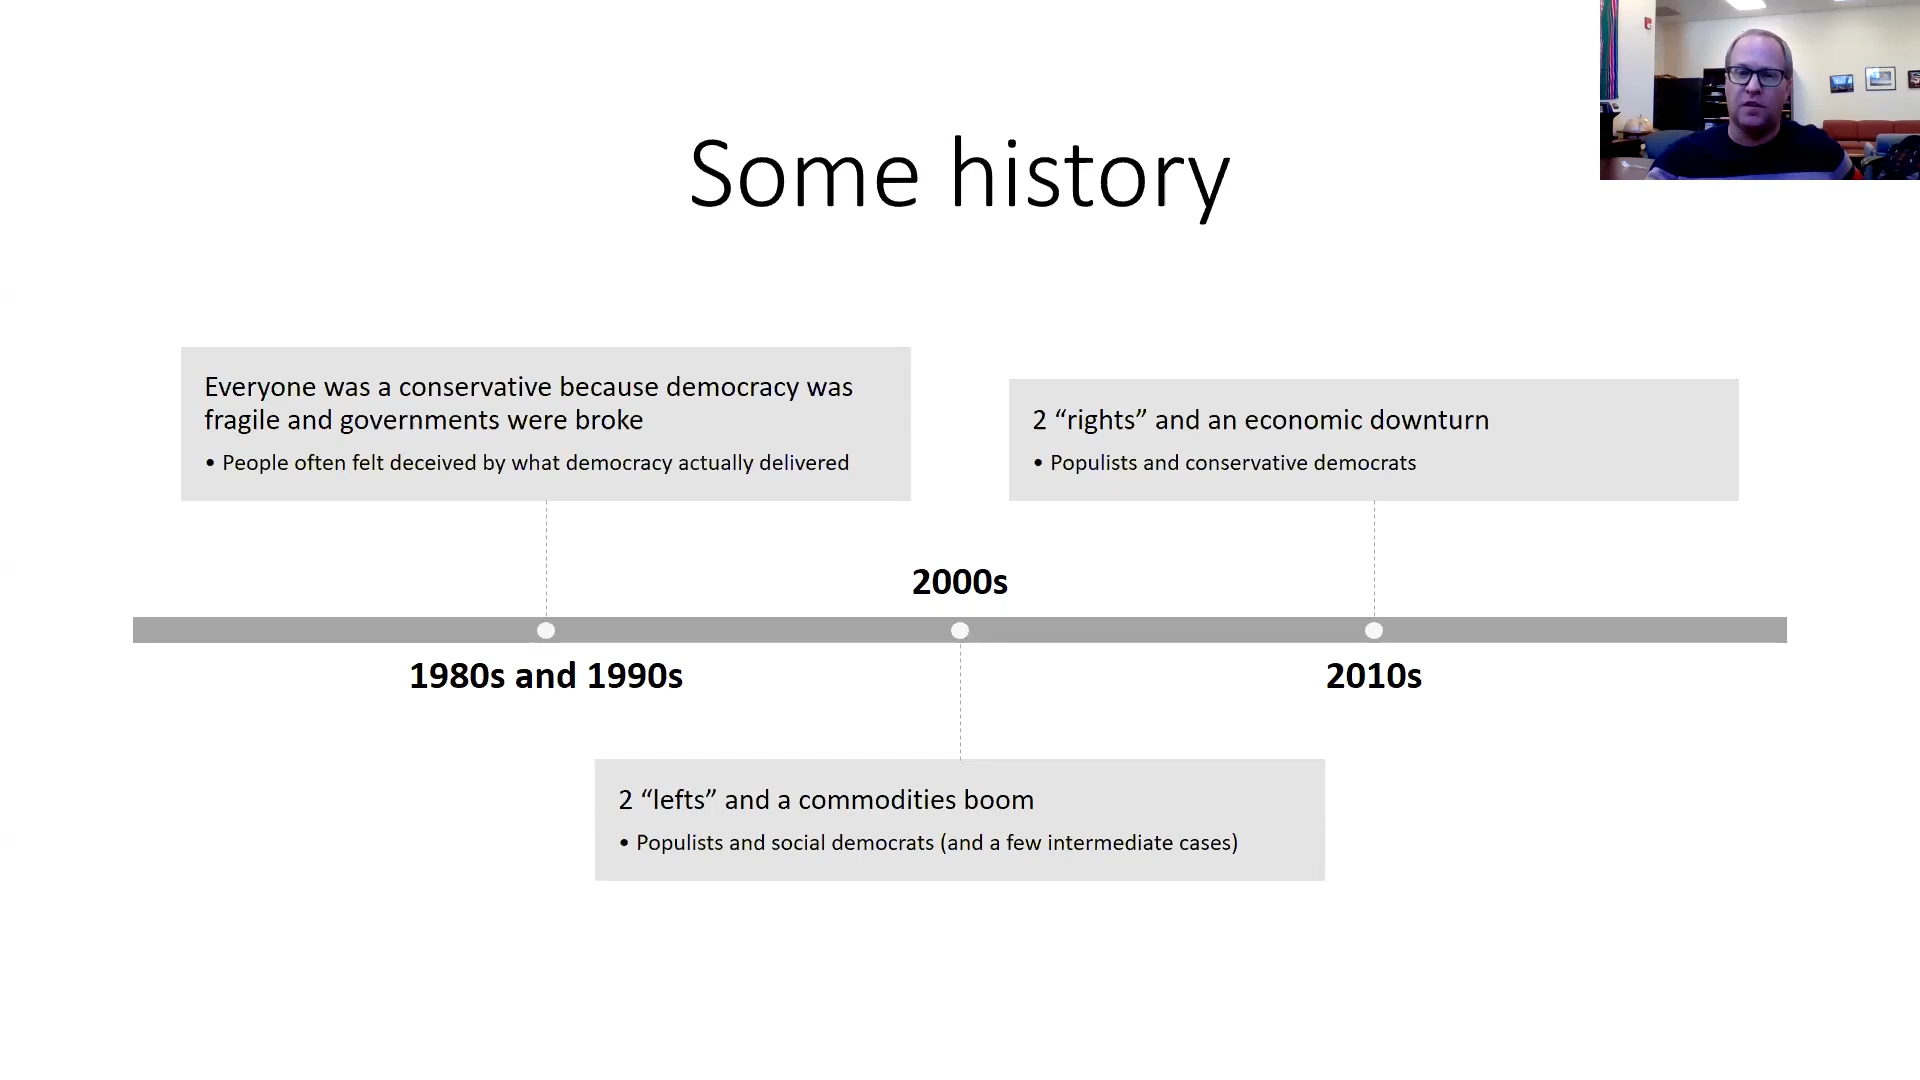 Some history
Everyone was a conservative because democracy was
fragile and governments were broke
• People often felt deceived by what democracy actually delivered
2 “rights” and an economic downturn
• Populists and conservative democrats
2000s
1980s and 1990s
2010s
2 “lefts” and a commodities boom
• Populists and social democrats (and a few intermediate cases)